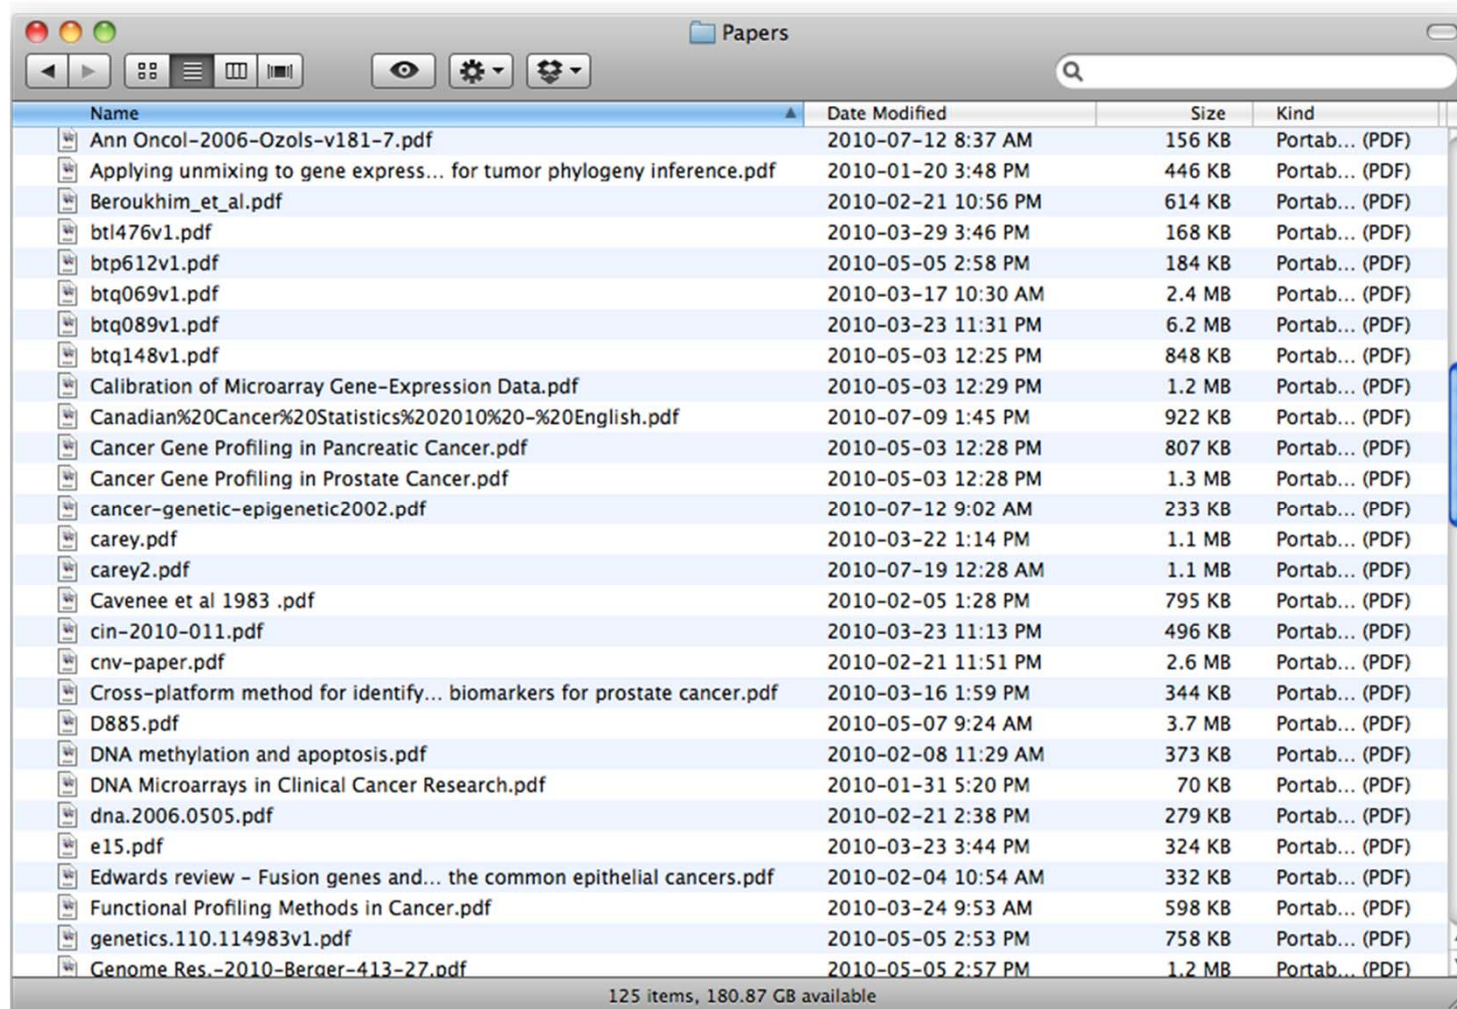 Papers
Name Date Modified Size Kind
Ann Oncol-2006-Ozols-v181-7.pdf 2010-07-12 8:37 AM 156 KB Portab... (PDF)
Applying unmixing to gene express... for tumor phylogeny inference.pdf 2010-01-20 3:48 PM 446 KB Portab... (PDF)
Beroukhim_et_al.pdf 2010-02-21 10:56 PM 614 KB Portab... (PDF)
btl476v1.pdf 2010-03-29 3:46 PM 168 KB Portab... (PDF)
btp612v1.pdf 2010-05-05 2:58 PM 184 KB Portab... (PDF)
btq069v1.pdf 2010-03-17 10:30 AM 2.4 MB Portab... (PDF)
btq089v1.pdf 2010-03-23 11:31 PM 6.2 MB Portab... (PDF)
btq148v1.pdf 2010-05-03 12:25 PM 848 KB Portab... (PDF)
Calibration of Microarray Gene-Expression Data.pdf 2010-05-03 12:29 PM 1.2 MB Portab... (PDF)
Canadian%20Cancer%20Statistics%202010%20-%20English.pdf 2010-07-09 1:45 PM 922 KB Portab... (PDF)
Cancer Gene Profiling in Pancreatic Cancer.pdf 2010-05-03 12:28 PM 807 KB Portab... (PDF)
Cancer Gene Profiling in Prostate Cancer.pdf 2010-05-03 12:28 PM 1.3 MB Portab... (PDF)
cancer-genetic-epigenetic2002.pdf 2010-07-12 9:02 AM 233 KB Portab... (PDF)
carey.pdf 2010-03-22 1:14 PM 1.1 MB Portab... (PDF)
carey2.pdf 2010-07-19 12:28 AM 1.1 MB Portab... (PDF)
Cavenee et al 1983 .pdf 2010-02-05 1:28 PM 795 KB Portab... (PDF)
cin-2010-011.pdf 2010-03-23 11:13 PM 496 KB Portab... (PDF)
cnv-paper.pdf 2010-02-21 11:51 PM 2.6 MB Portab... (PDF)
Cross-platform method for identify... biomarkers for prostate cancer.pdf 2010-03-16 1:59 PM 344 KB Portab... (PDF)
D885.pdf 2010-05-07 9:24 AM 3.7 MB Portab... (PDF)
DNA methylation and apoptosis.pdf 2010-02-08 11:29 AM 373 KB Portab... (PDF)
DNA Microarrays in Clinical Cancer Research.pdf 2010-01-31 5:20 PM 70 KB Portab... (PDF)
dna.2006.0505.pdf 2010-02-21 2:38 PM 279 KB Portab... (PDF)
e15.pdf 2010-03-23 3:44 PM 324 KB Portab... (PDF)
Edwards review – Fusion genes and... the common epithelial cancers.pdf 2010-02-04 10:54 AM 332 KB Portab... (PDF)
Functional Profiling Methods in Cancer.pdf 2010-03-24 9:53 AM 598 KB Portab... (PDF)
genetics.110.114983v1.pdf 2010-05-05 2:53 PM 758 KB Portab... (PDF)
Genome Res.-2010-Berger-413-27.pdf 2010-05-05 2:57 PM 1.2 MB Portab... (PDF)
125 items, 180.87 GB available